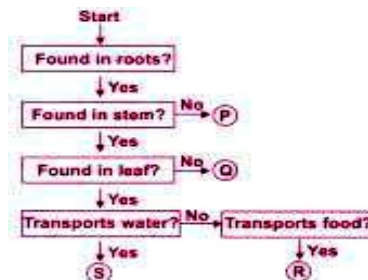 Start
Found in roots?
Yes
Found in stem? No P
Yes
Found in leaf? No Q
Yes
Transports water? No Transports food?
Yes Yes
S R